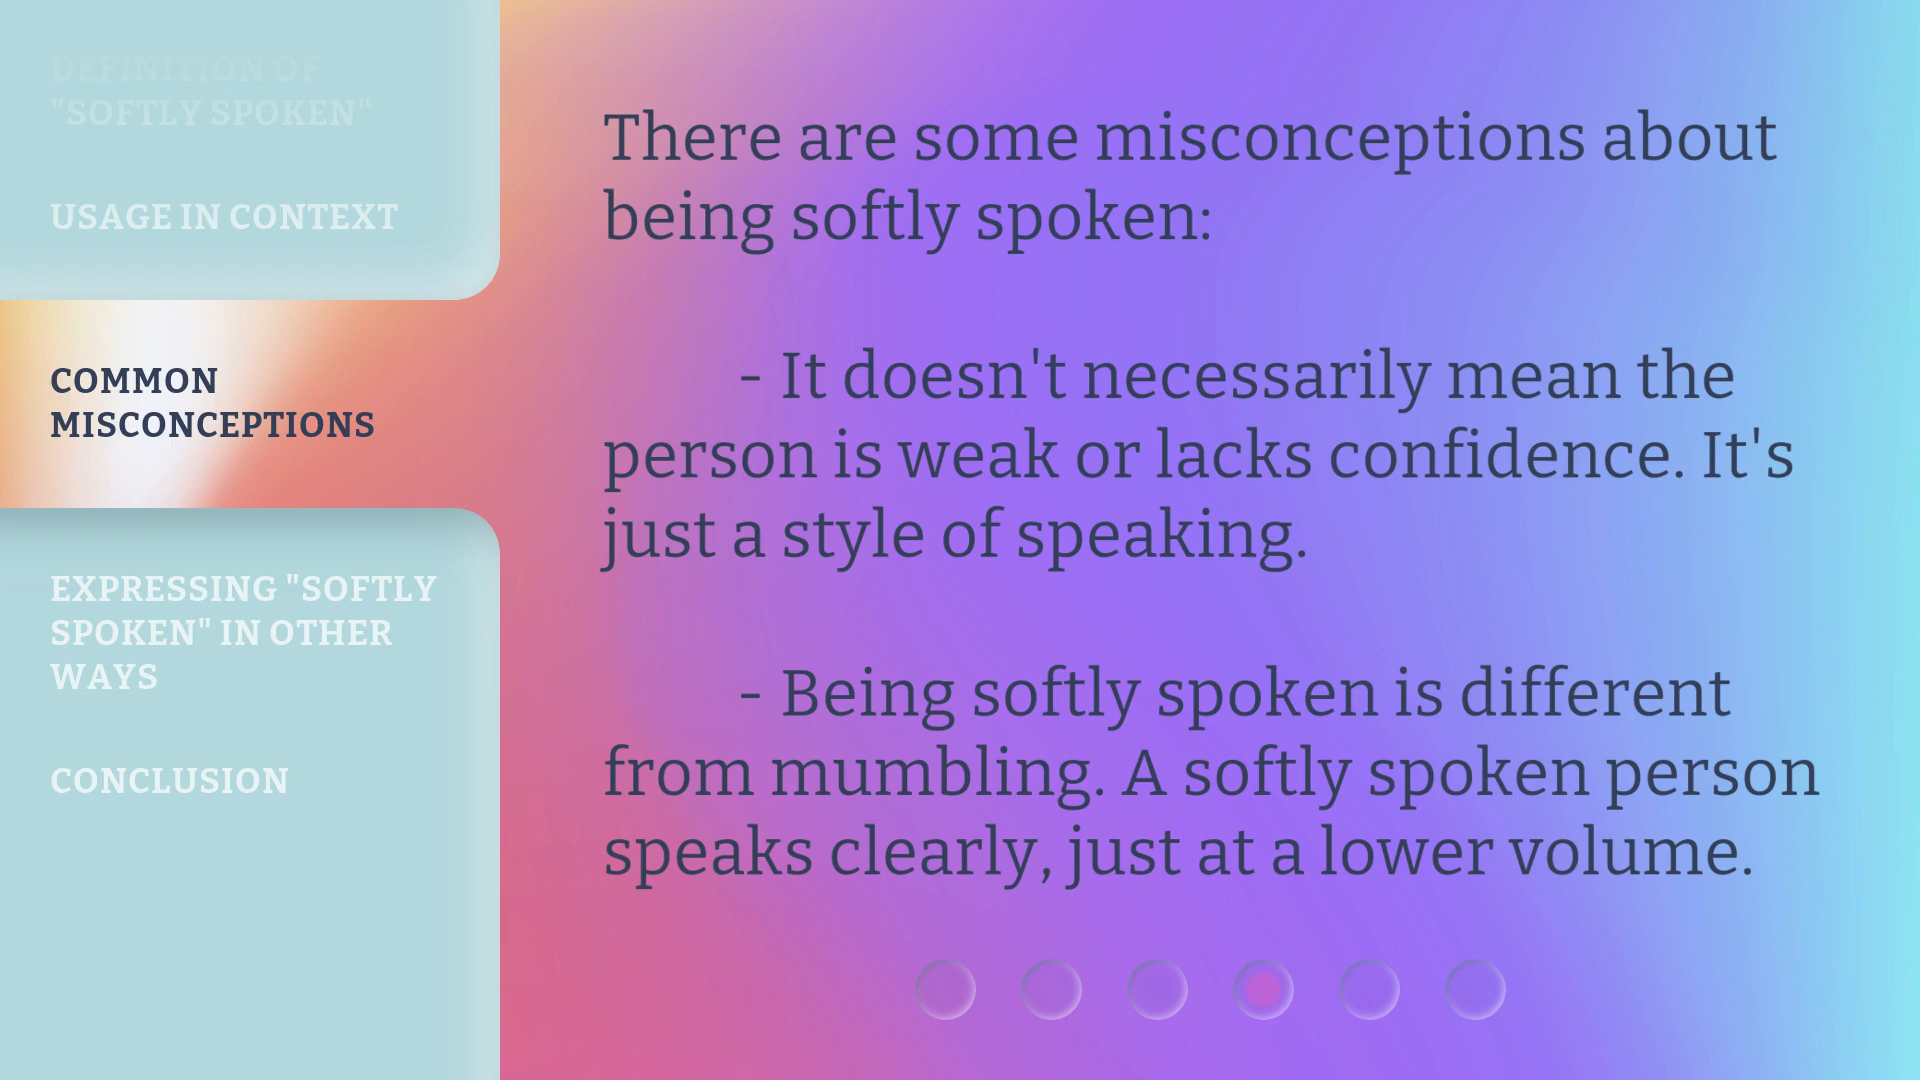 DEFINITION OF
"SOFTLY SPOKEN"
USAGE IN CONTEXT
COMMON
MISCONCEPTIONS
EXPRESSING "SOFTLY
SPOKEN" IN OTHER
WAYS
CONCLUSION
There are some misconceptions about
being softly spoken:
- It doesn't necessarily mean the
person is weak or lacks confidence. It's
just a style of speaking.
- Being softly spoken is different
from mumbling. A softly spoken person
speaks clearly, just at a lower volume.